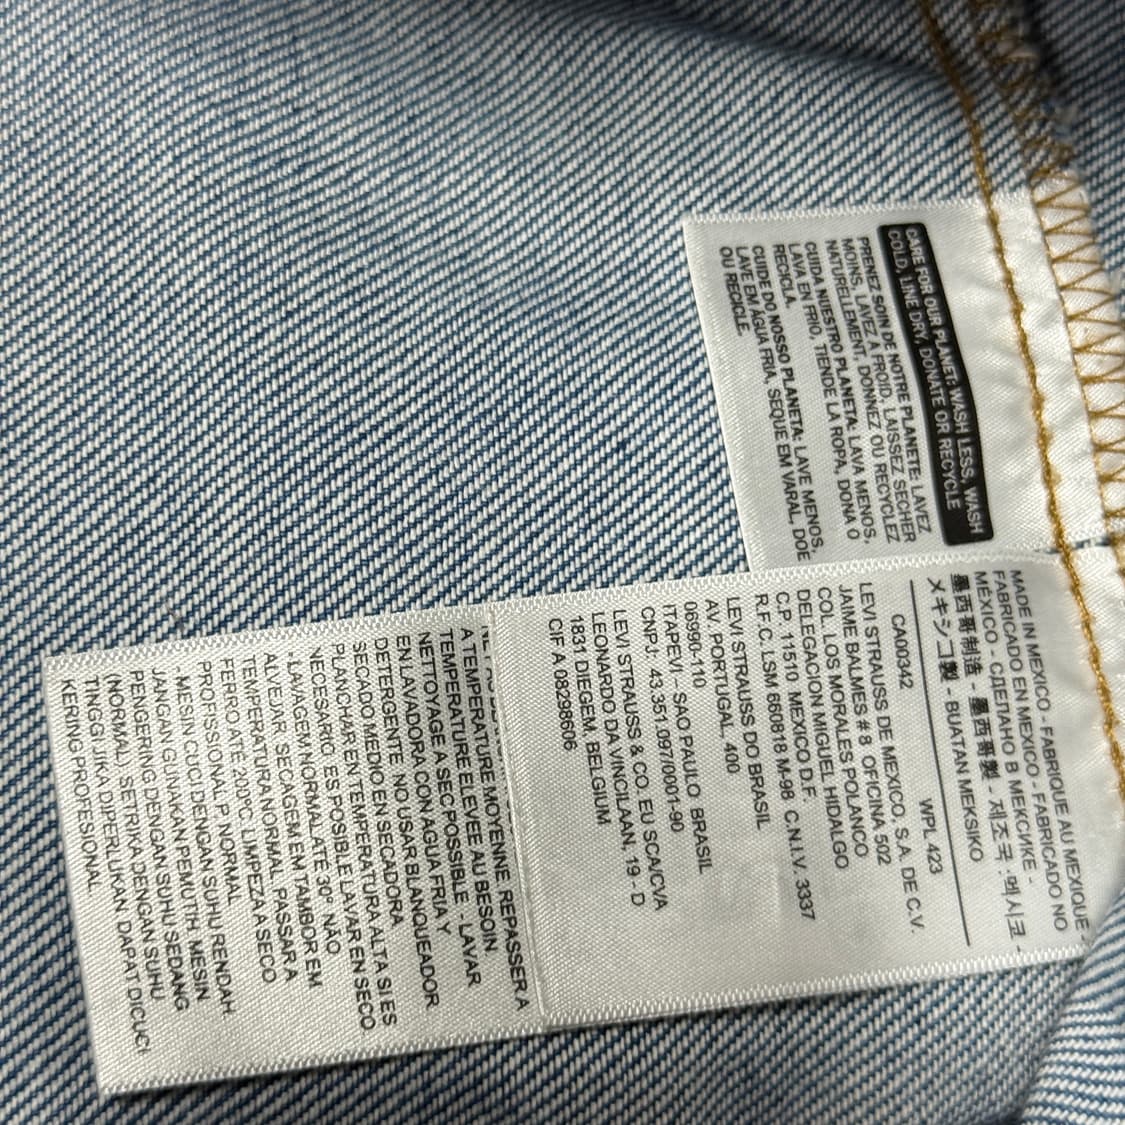 CARE FOR OUR PLANET: WASH LESS, WASH
COLD, LINE DRY, DONATE OR RECYCLE
PRENEZ SOIN DE NOTRE PLANETE: LAVEZ
MOINS, LAVEZ À FROID, LAISSEZ SECHER
NATURELLEMENT, DONNEZ OU RECYCLEZ
CUIDA NUESTRO PLANETA: LAVA MENOS,
LAVA EN FRIO, TIENDE LA ROPA, DONA O
RECICLA.
CUIDE DO NOSSO PLANETA: LAVE MENOS,
LAVE EM ÁGUA FRIA, SEQUE EM VARAL, DOE
OU RECICLE.
MADE IN MEXICO - FABRIQUE AU MEXIQUE -
FABRICADO EN MEXICO - FABRICADO NO
MÉXICO - СДЕЛАНО В МЕКСИКЕ -
墨西哥制造 - 墨西哥製 - 제조국 :멕시코 -
メキシコ製 - BUATAN MEKSIKO
CA00342 WPL 423
LEVI STRAUSS DE MEXICO, S.A. DE C.V.
JAIME BALMES # 8 OFICINA 502
COL. LOS MORALES POLANCO
DELEGACION MIGUEL HIDALGO
C.P. 11510 MEXICO D.F.
R.F.C. LSM 660818 M-98 C.N.I.V. 3337
LEVI STRAUSS DO BRASIL
AV. PORTUGAL, 400
06690-110
ITAPEVI - SAO PAULO BRASIL
CNPJ: 43.351.097/0001-90
LEVI STRAUSS & CO. EU SCA/CVA
LEONARDO DA VINCILAAN, 19 - D
1831 DIEGEM, BELGIUM
CIF A 08298606
TEMPERATURE MOYENNE REPASSER A
A TEMPERATURE ELEVEE AU BESOIN
TEMPERATURE - LAVAR
NETTOYAGE A SEC POSSIBLE
EN LAVADORA CON AGUA FRIA Y
DETERGENTE NO USAR BLANQUEADOR
SECADO MEDIO EN SECADORA
PLANCHAR EN TEMPERATURA ALTA SI ES
NECESARIO, ES POSIBLE LAVAR EN SECO
- LAVAGEM NORMAL ATÉ 30° NÃO
ALVEJAR SECAGEM EM TAMBOR EM
TEMPERATURA NORMAL PASSAR A
FERRO ATÉ 200°C LIMPEZA A SECO
PROFISSIONAL P, NORMAL
- MESIN CUCI DENGAN SUHU RENDAH
JANGAN GUNAKAN PEMUTIH MESIN
PENGERING DENGAN SUHU SEDANG
(NORMAL) SETRIKA DENGAN SUHU
TINGGI JIKA DIPERLUKAN DAPAT DICUCI
KERING PROFESIONAL